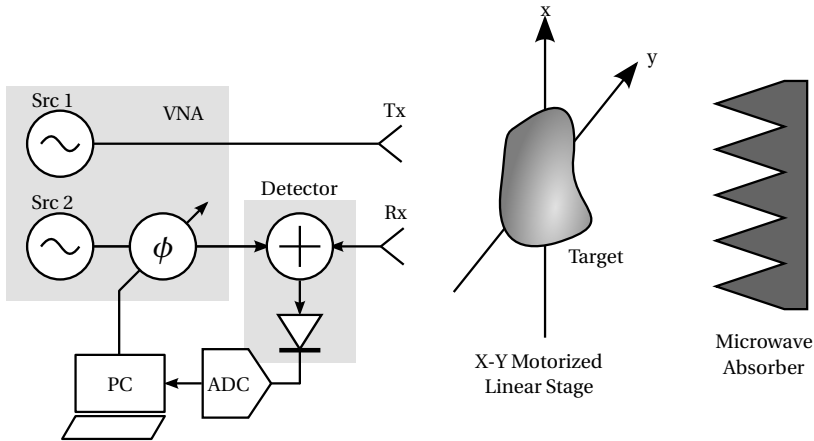 x
y
Src 1
VNA
Tx
Src 2
Detector
Rx
ϕ
Target
PC
ADC
X-Y Motorized
Linear Stage
Microwave
Absorber